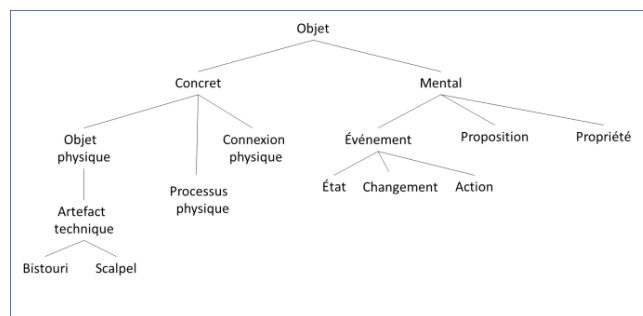 Objet
Concret
Mental
Objet
physique
Connexion
physique
Événement
Proposition
Propriété
Processus
physique
État
Changement
Action
Artefact
technique
Bistouri
Scalpel